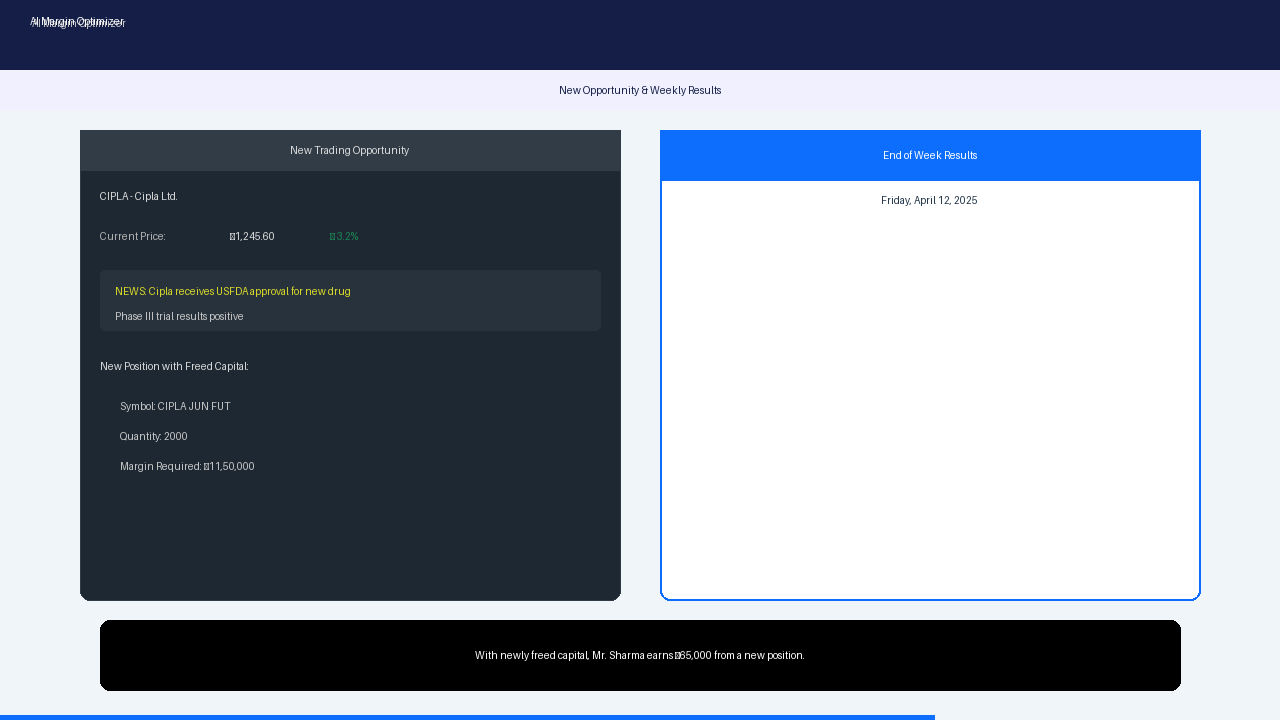 AI Margin Optimizer
New Opportunity & Weekly Results
New Trading Opportunity
CIPLA - Cipla Ltd.
Current Price: 1,245.60 3.2%
NEWS: Cipla receives USFDA approval for new drug
Phase III trial results positive
New Position with Freed Capital:
Symbol: CIPLA JUN FUT
Quantity: 2000
Margin Required: 11,50,000
End of Week Results
Friday, April 12, 2025
With newly freed capital, Mr. Sharma earns 65,000 from a new position.